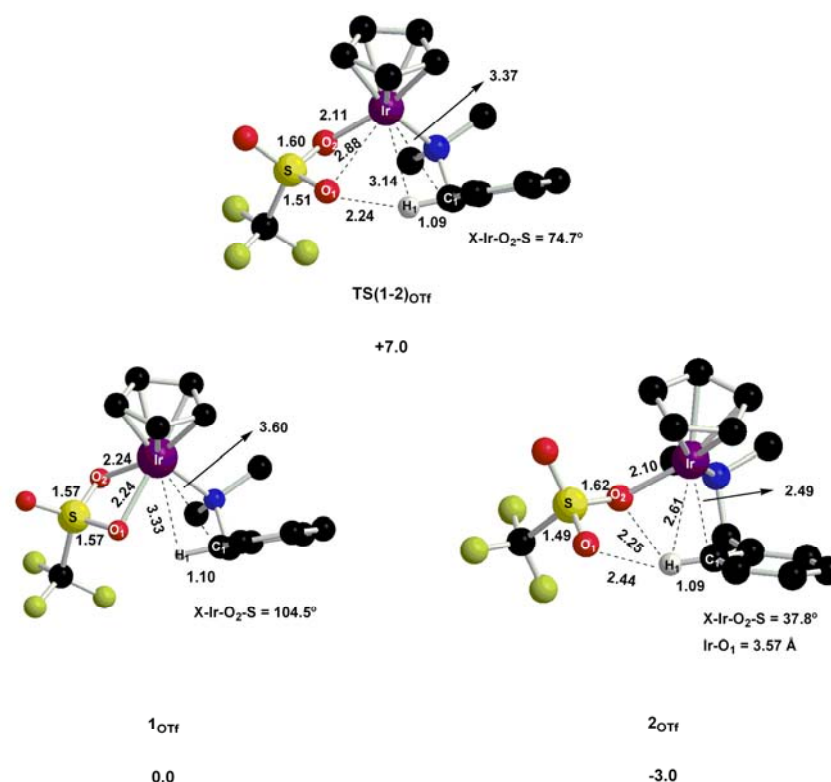 3.37
Ir
2.11
1.60
O₂
2.88
S
3.14
O₁
1.51
H₁
C₁
2.24
1.09
X-Ir-O₂-S = 74.7º
TS(1-2)OTf
+7.0
3.60
Ir
2.24
O₂
2.24
1.57
S
O₁
3.33
1.57
H₁
C₁
1.10
X-Ir-O₂-S = 104.5º
1OTf
0.0
Ir
2.10
1.62
O₂
2.49
S
2.61
1.49
O₁
2.25
H₁
C₁
2.44
1.09
X-Ir-O₂-S = 37.8º
Ir-O₁ = 3.57 Å
2OTf
-3.0